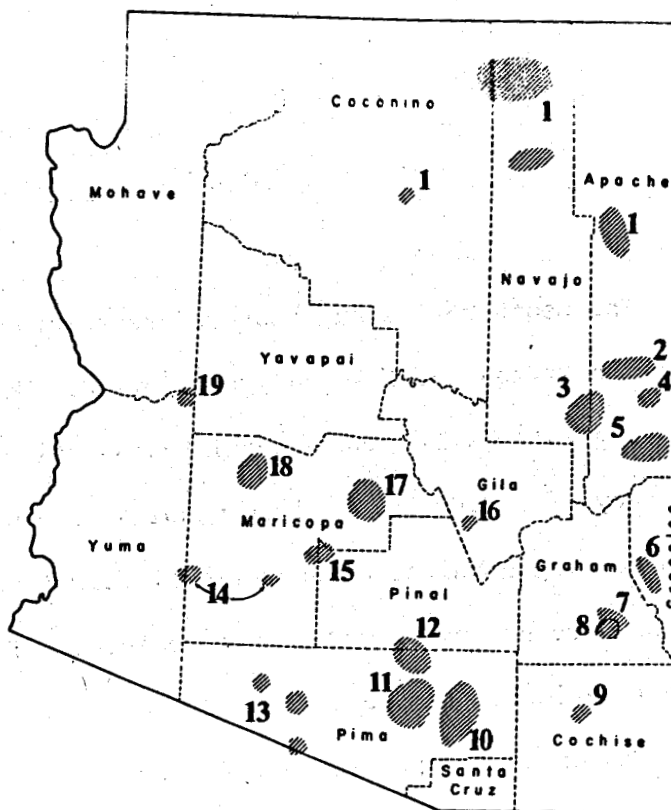 Coconino
1
Mohave
1
Apache
1
Navajo
2
Yavapai
19
3
4
5
18
17
Gila
16
Maricopa
Yuma
15
Graham
6
14
Pinal
7
8
12
11
9
13
Pima
10
Cochise
Santa
Cruz